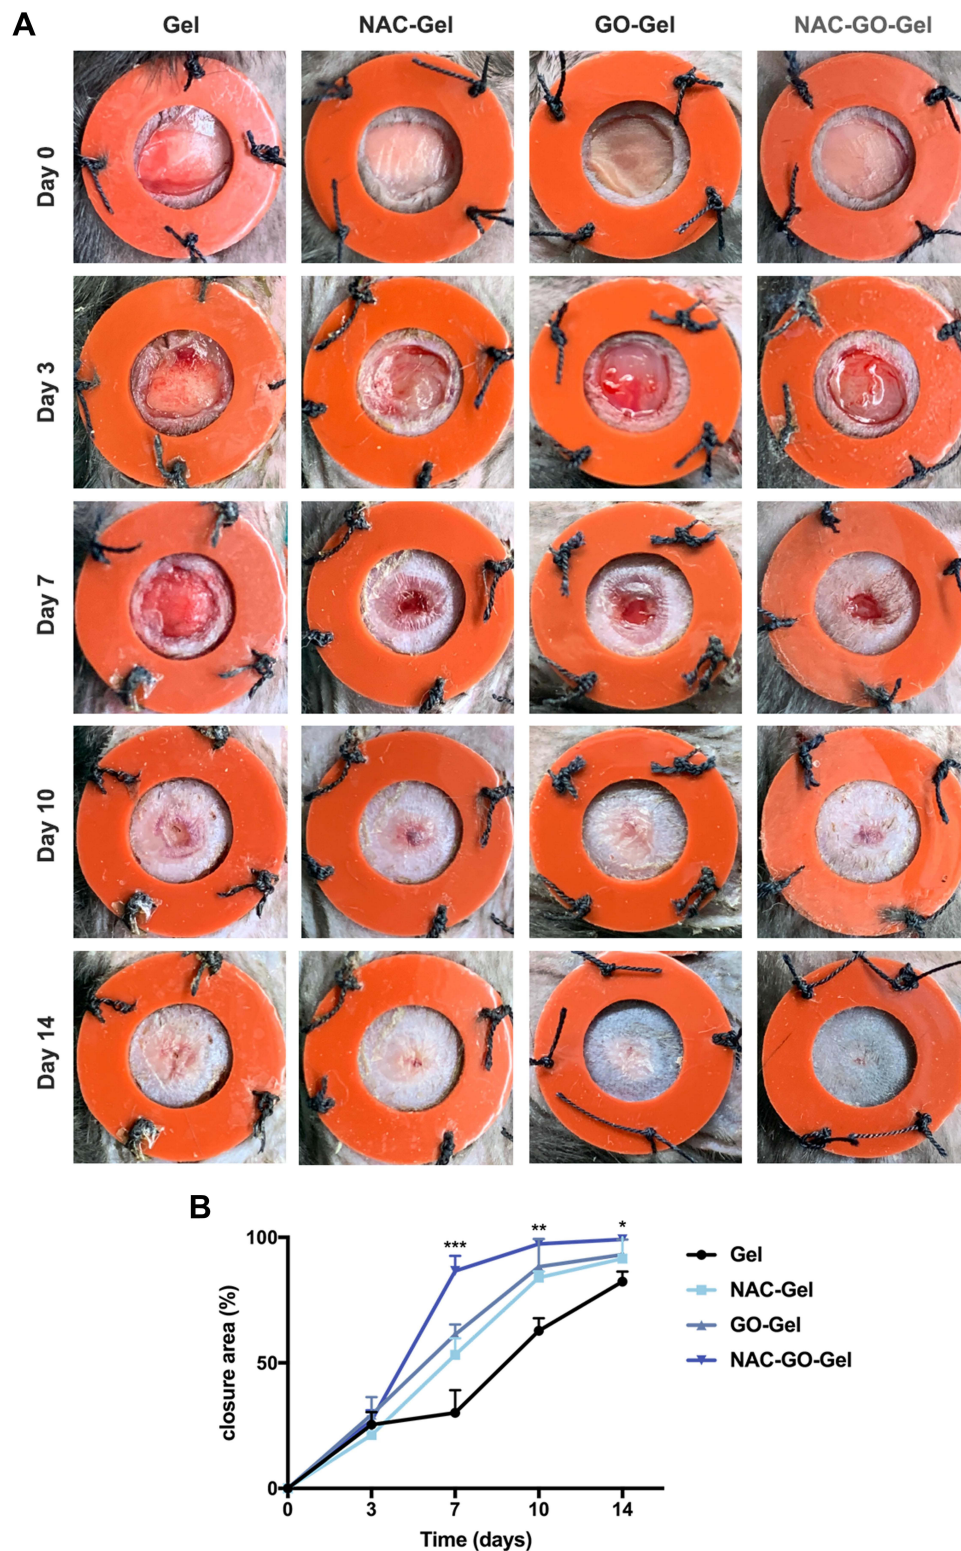 A
Gel NAC-Gel GO-Gel NAC-GO-Gel
Day 0
Day 3
Day 7
Day 10
Day 14
B
closure area (%)
100
50
0
*** ** *
0 3 7 10 14
Time (days)
Gel
NAC-Gel
GO-Gel
NAC-GO-Gel